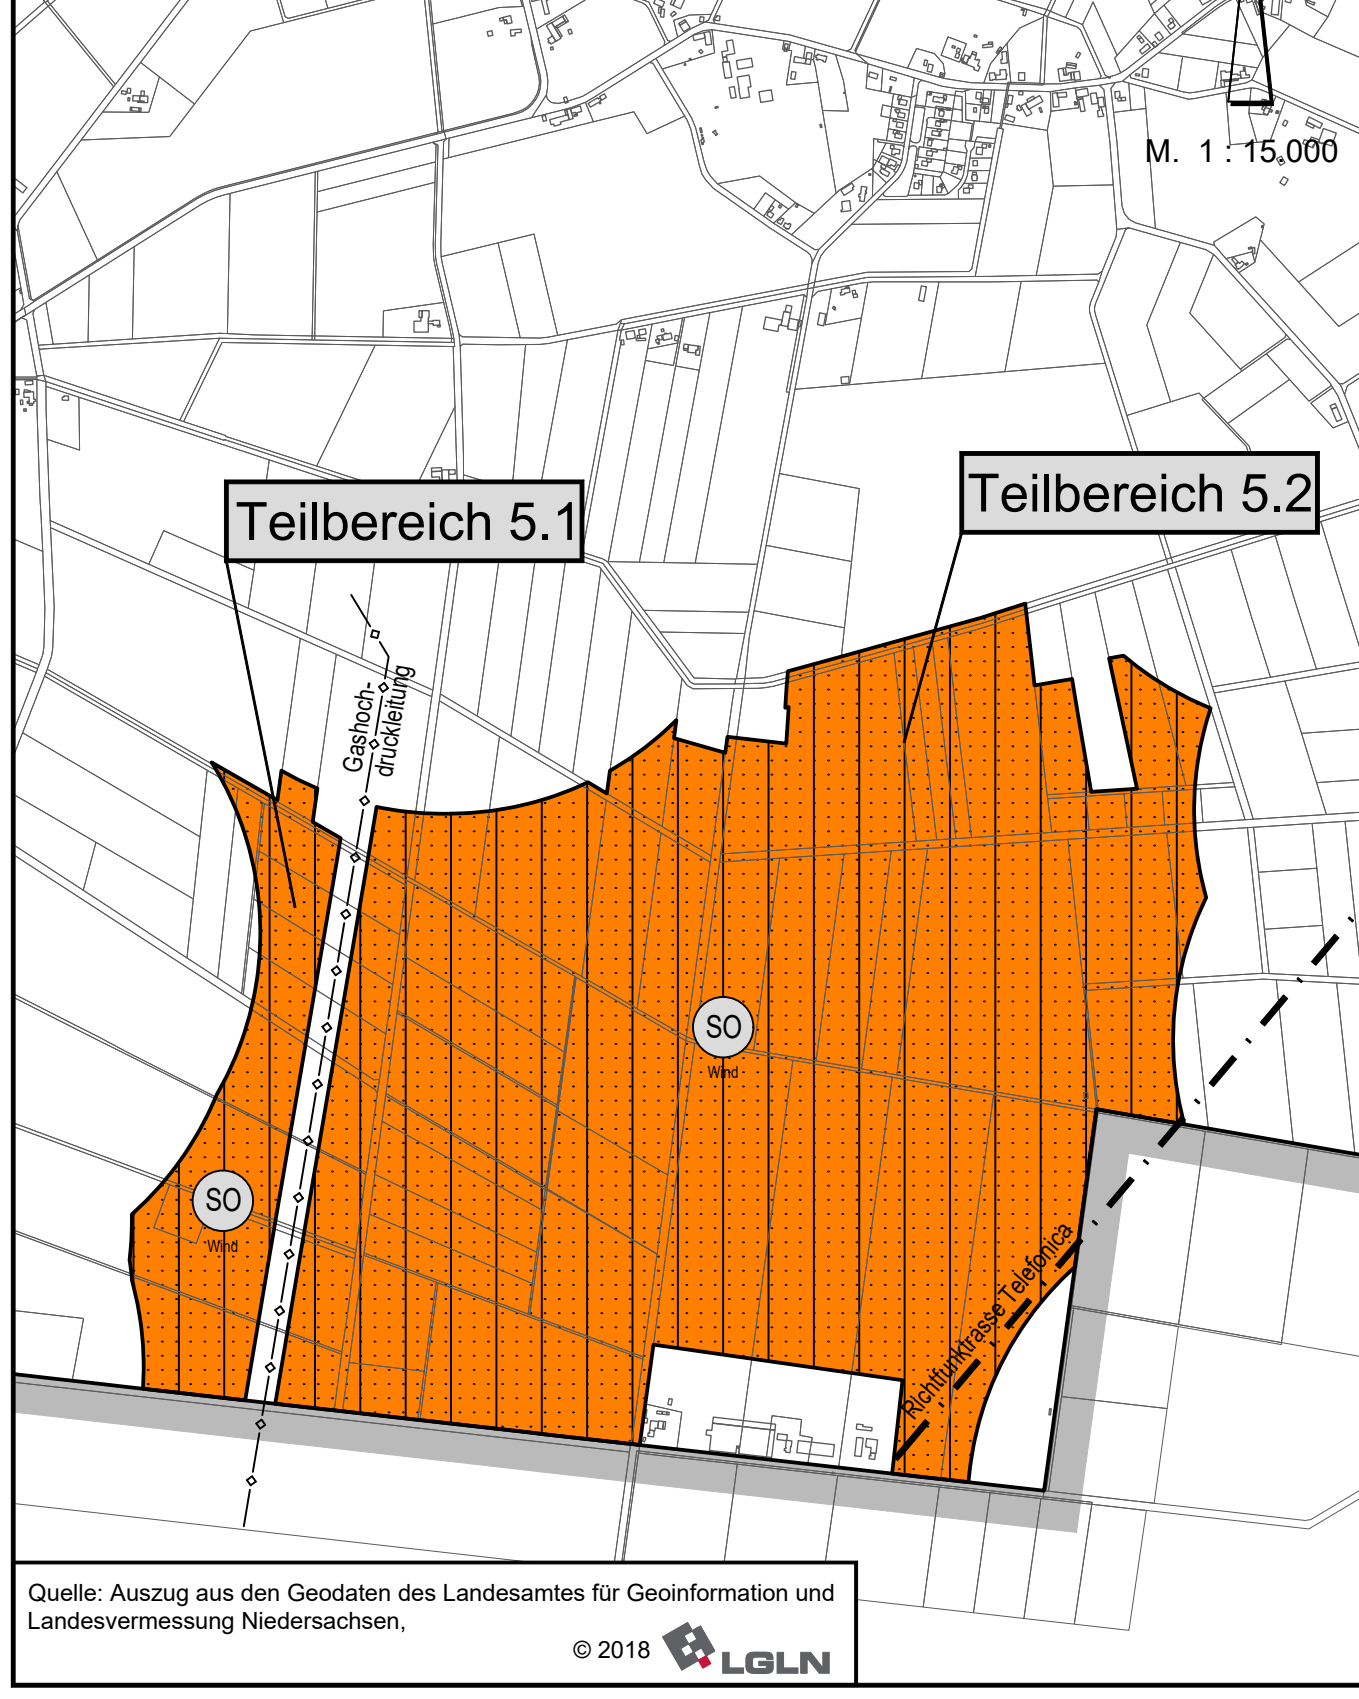 M. 1 : 15.000
Teilbereich 5.1
Teilbereich 5.2
Gashoch-
druckleitung
SO
Wind
SO
Wind
Richtfunktrasse Telefonica
Quelle: Auszug aus den Geodaten des Landesamtes für Geoinformation und
Landesvermessung Niedersachsen,
© 2018 LGLN